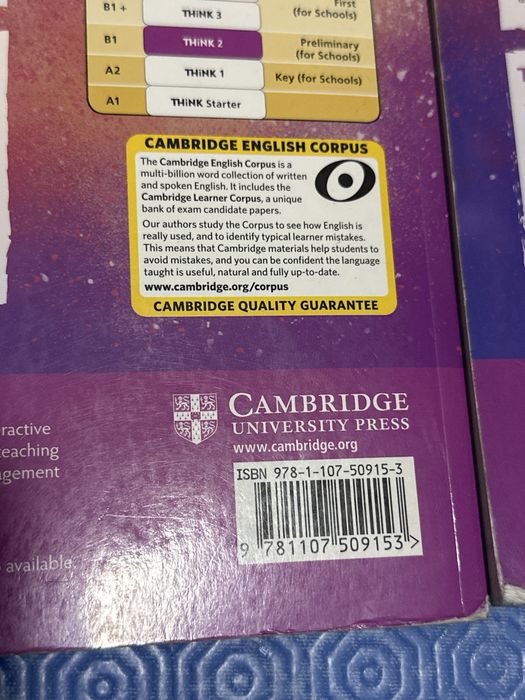 First
B1 + THiNK 3 (for Schools)
B1 THiNK 2 Preliminary
(for Schools)
A2 THiNK 1 Key (for Schools)
A1 THiNK Starter
CAMBRIDGE ENGLISH CORPUS
The Cambridge English Corpus is a
multi-billion word collection of written
and spoken English. It includes the
Cambridge Learner Corpus, a unique
bank of exam candidate papers.
Our authors study the Corpus to see how English is
really used, and to identify typical learner mistakes.
This means that Cambridge materials help students to
avoid mistakes, and you can be confident the language
taught is useful, natural and fully up-to-date.
www.cambridge.org/corpus
CAMBRIDGE QUALITY GUARANTEE
CAMBRIDGE
UNIVERSITY PRESS
www.cambridge.org
eractive
teaching
agement
available.
ISBN 978-1-107-50915-3
9 781107 509153 >